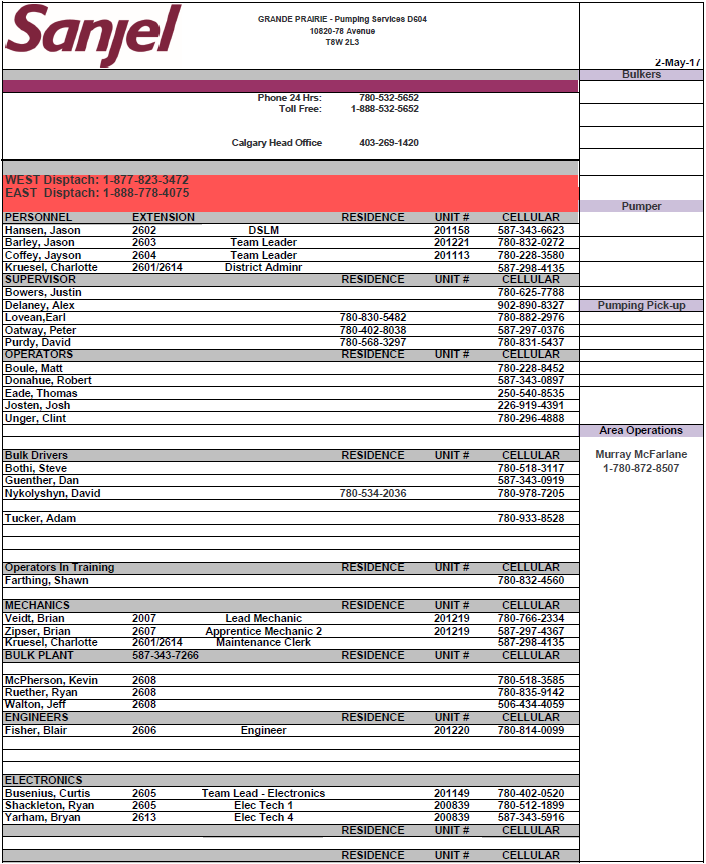 Sanjel
GRANDE PRAIRIE - Pumping Services D604
10820-78 Avenue
T8W 2L3
2-May-17
Bulkers
Phone 24 Hrs: 780-532-5652
Toll Free: 1-888-532-5652
Calgary Head Office 403-269-1420
WEST Disptach: 1-877-823-3472
EAST Disptach: 1-888-778-4075
Pumper
PERSONNEL EXTENSION RESIDENCE UNIT # CELLULAR
Hansen, Jason 2602 DSLM 201158 587-343-6623
Barley, Jason 2603 Team Leader 201221 780-832-0272
Coffey, Jayson 2604 Team Leader 201113 780-228-3580
Kruesel, Charlotte 2601/2614 District Adminr 587-298-4135
SUPERVISOR RESIDENCE UNIT # CELLULAR
Bowers, Justin 780-625-7788
Delaney, Alex 902-890-8327 Pumping Pick-up
Lovean,Earl 780-830-5482 780-882-2976
Oatway, Peter 780-402-8038 587-297-0376
Purdy, David 780-568-3297 780-831-5437
OPERATORS RESIDENCE UNIT # CELLULAR
Boule, Matt 780-228-8452
Donahue, Robert 587-343-0897
Eade, Thomas 250-540-8535
Josten, Josh 226-919-4391
Unger, Clint 780-296-4888
Area Operations
Bulk Drivers RESIDENCE UNIT # CELLULAR Murray McFarlane
Bothi, Steve 780-518-3117 1-780-872-8507
Guenther, Dan 587-343-0919
Nykolyshyn, David 780-534-2036 780-978-7205
Tucker, Adam 780-933-8528
Operators In Training RESIDENCE UNIT # CELLULAR
Farthing, Shawn 780-832-4560
MECHANICS RESIDENCE UNIT # CELLULAR
Veidt, Brian 2007 Lead Mechanic 201219 780-766-2334
Zipser, Brian 2607 Apprentice Mechanic 2 201219 587-297-4367
Kruesel, Charlotte 2601/2614 Maintenance Clerk 587-298-4135
BULK PLANT 587-343-7266 RESIDENCE UNIT # CELLULAR
McPherson, Kevin 2608 780-518-3585
Ruether, Ryan 2608 780-835-9142
Walton, Jeff 2608 506-434-4059
ENGINEERS RESIDENCE UNIT # CELLULAR
Fisher, Blair 2606 Engineer 201220 780-814-0099
ELECTRONICS
Busenius, Curtis 2605 Team Lead - Electronics 201149 780-402-0520
Shackleton, Ryan 2605 Elec Tech 1 200839 780-512-1899
Yarham, Bryan 2613 Elec Tech 4 200839 587-343-5916
RESIDENCE UNIT # CELLULAR
RESIDENCE UNIT # CELLULAR